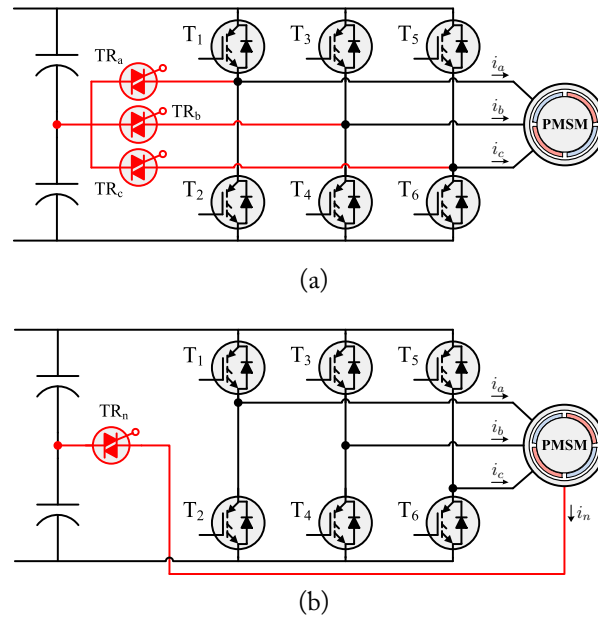 T1 T3 T5
TRa
ia
TRb
ib
PMSM
ic
TRc
T2 T4 T6
(a)
T1 T3 T5
ia
TRn
ib
PMSM
ic
T2 T4 T6
in
(b)